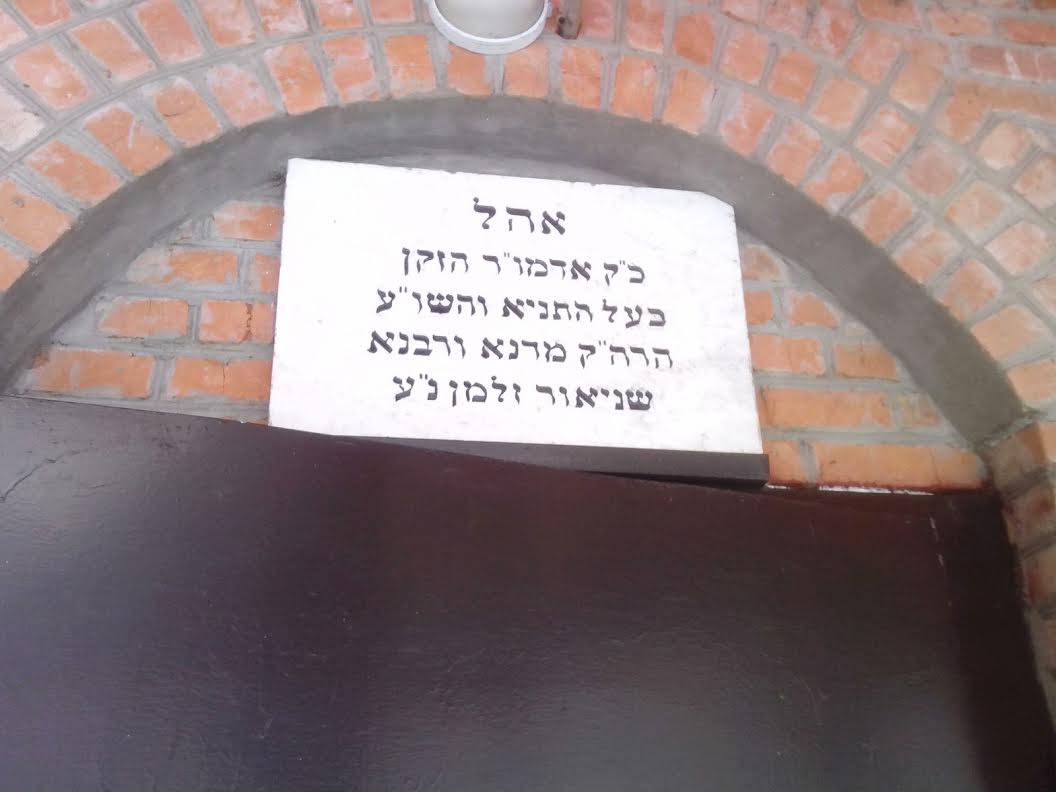 אהל
כ"ק אדמו"ר הזקן
בעל התניא והשו"ע
הרה"ק מרנא ורבנא
שניאור זלמן נ"ע